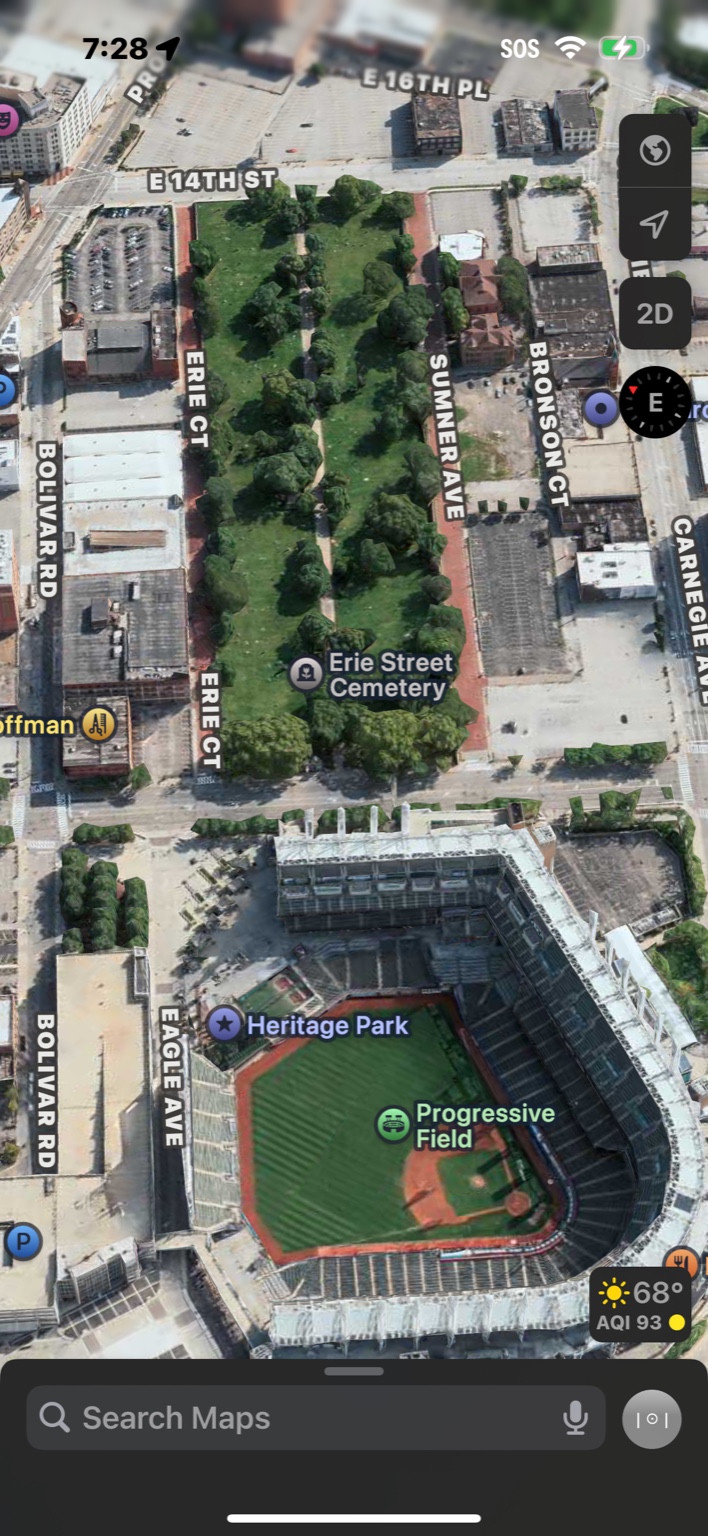 7:28
SOS
E 16TH PL
E 14TH ST
2D
E
ERIE CT
SUMNER AVE
BRONSON CT
BOLIVAR RD
CARNEGIE AVE
Erie Street
Cemetery
ERIE CT
offman
Heritage Park
BOLIVAR RD
EAGLE AVE
Progressive
Field
P
68°
AQI 93
Search Maps